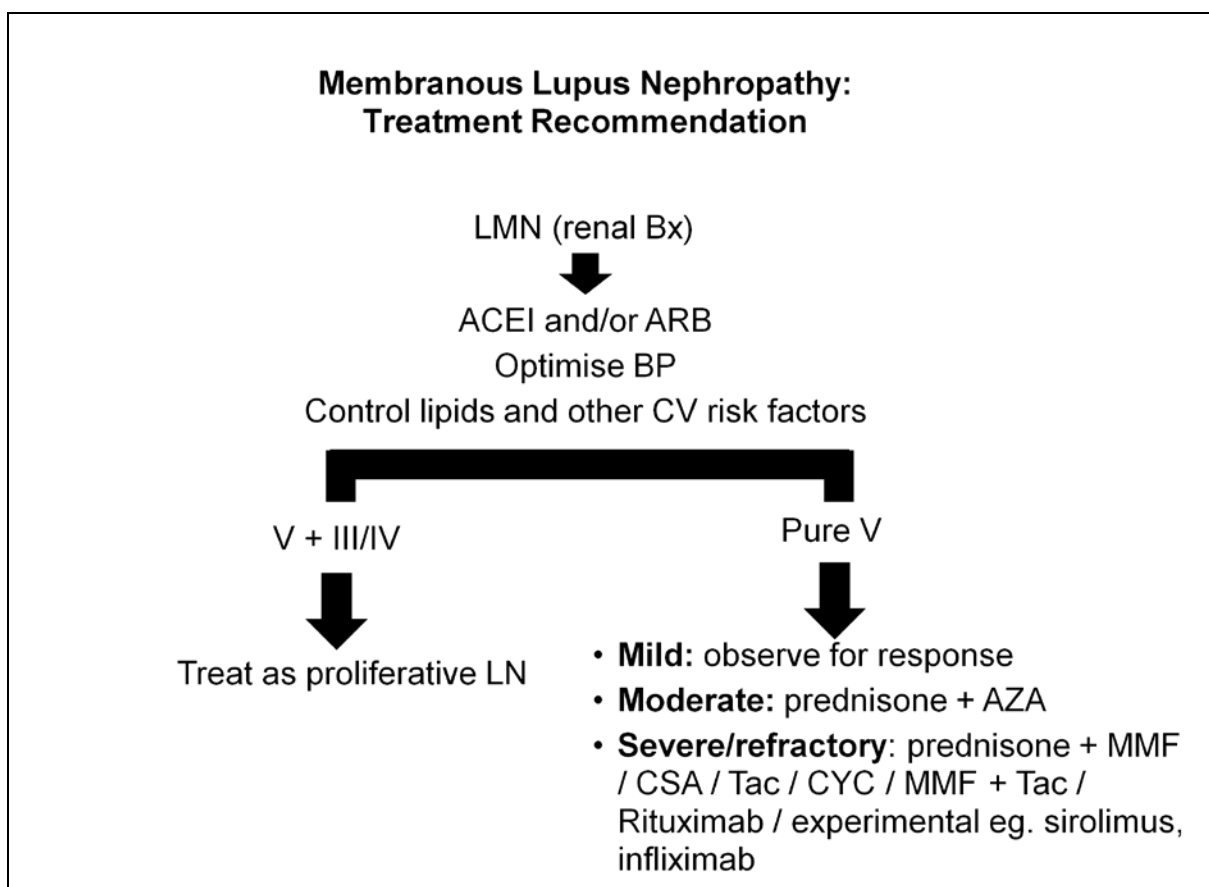 Membranous Lupus Nephropathy:
Treatment Recommendation
LMN (renal Bx)
ACEI and/or ARB
Optimise BP
Control lipids and other CV risk factors
V + III/IV
Treat as proliferative LN
Pure V
• Mild: observe for response
• Moderate: prednisone + AZA
• Severe/refractory: prednisone + MMF
/ CSA / Tac / CYC / MMF + Tac /
Rituximab / experimental eg. sirolimus,
infliximab